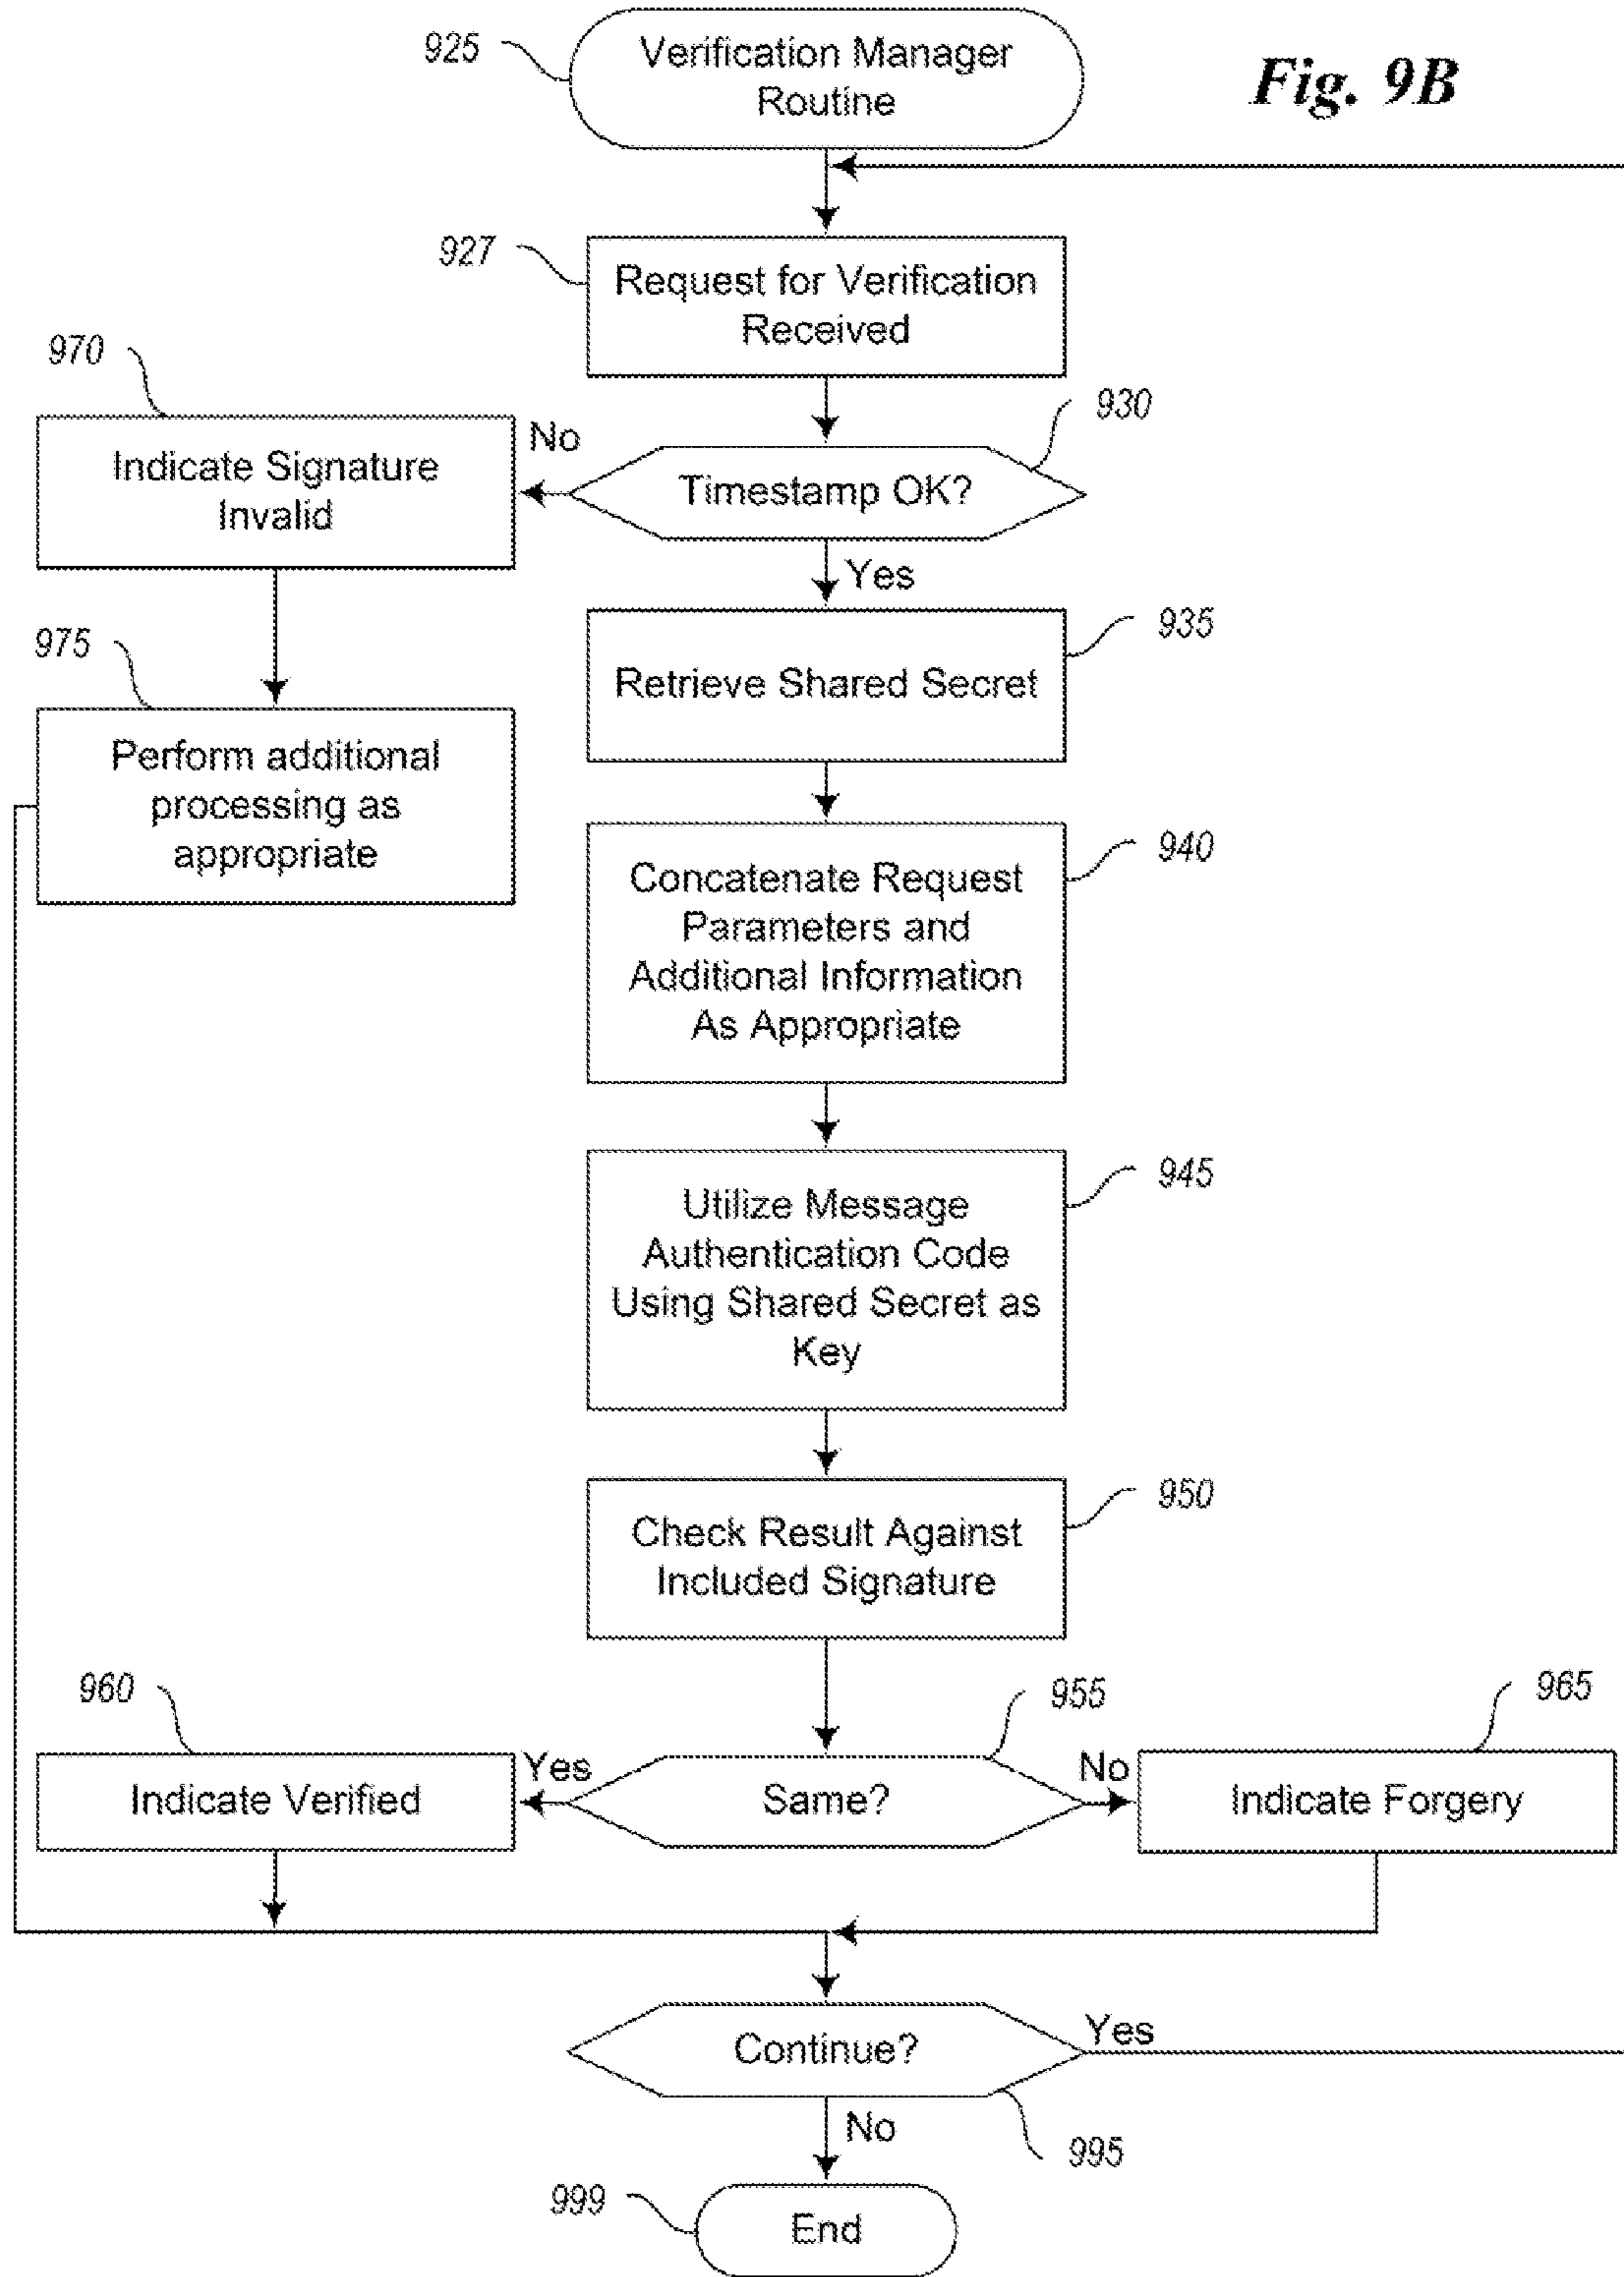 925
Verification Manager
Routine
Fig. 9B
927
Request for Verification
Received
970
930
Indicate Signature
Invalid
No
Timestamp OK?
Yes
975
935
Retrieve Shared Secret
Perform additional
processing as
appropriate
940
Concatenate Request
Parameters and
Additional Information
As Appropriate
945
Utilize Message
Authentication Code
Using Shared Secret as
Key
950
Check Result Against
Included Signature
960
955
965
Indicate Verified
Yes
Same?
No
Indicate Forgery
Continue?
Yes
No
995
999
End